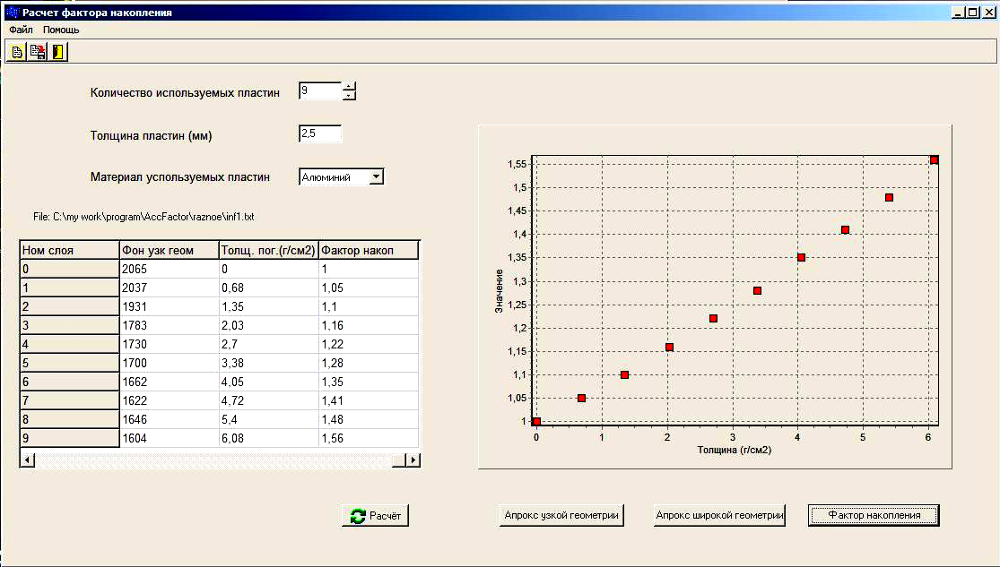 Расчет фактора накопления
Файл Помощь
Количество используемых пластин 9
Толщина пластин (мм) 2,5
Материал успользуемых пластин Алюминий
File: C:\my work\program\AccFactor\raznoe\inf1.txt
Ном слоя Фон узк геом Толщ. пог.(г/см2) Фактор накоп
0 2065 0 1
1 2037 0,68 1,05
2 1931 1,35 1,1
3 1783 2,03 1,16
4 1730 2,7 1,22
5 1700 3,38 1,28
6 1662 4,05 1,35
7 1622 4,72 1,41
8 1646 5,4 1,48
9 1604 6,08 1,56
Расчёт
Значение
1,55
1,5
1,45
1,4
1,35
1,3
1,25
1,2
1,15
1,1
1,05
1
0 1 2 3 4 5 6
Толщина (г/см2)
Апрокс узкой геометрии Апрокс широкой геометрии Фактор накопления